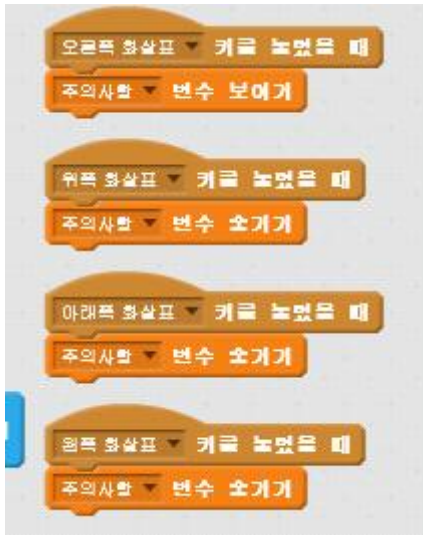 오른쪽 화살표 키를 눌렀을 때
주의사항 변수 보이기
위쪽 화살표 키를 눌렀을 때
주의사항 변수 숨기기
아래쪽 화살표 키를 눌렀을 때
주의사항 변수 숨기기
왼쪽 화살표 키를 눌렀을 때
주의사항 변수 숨기기